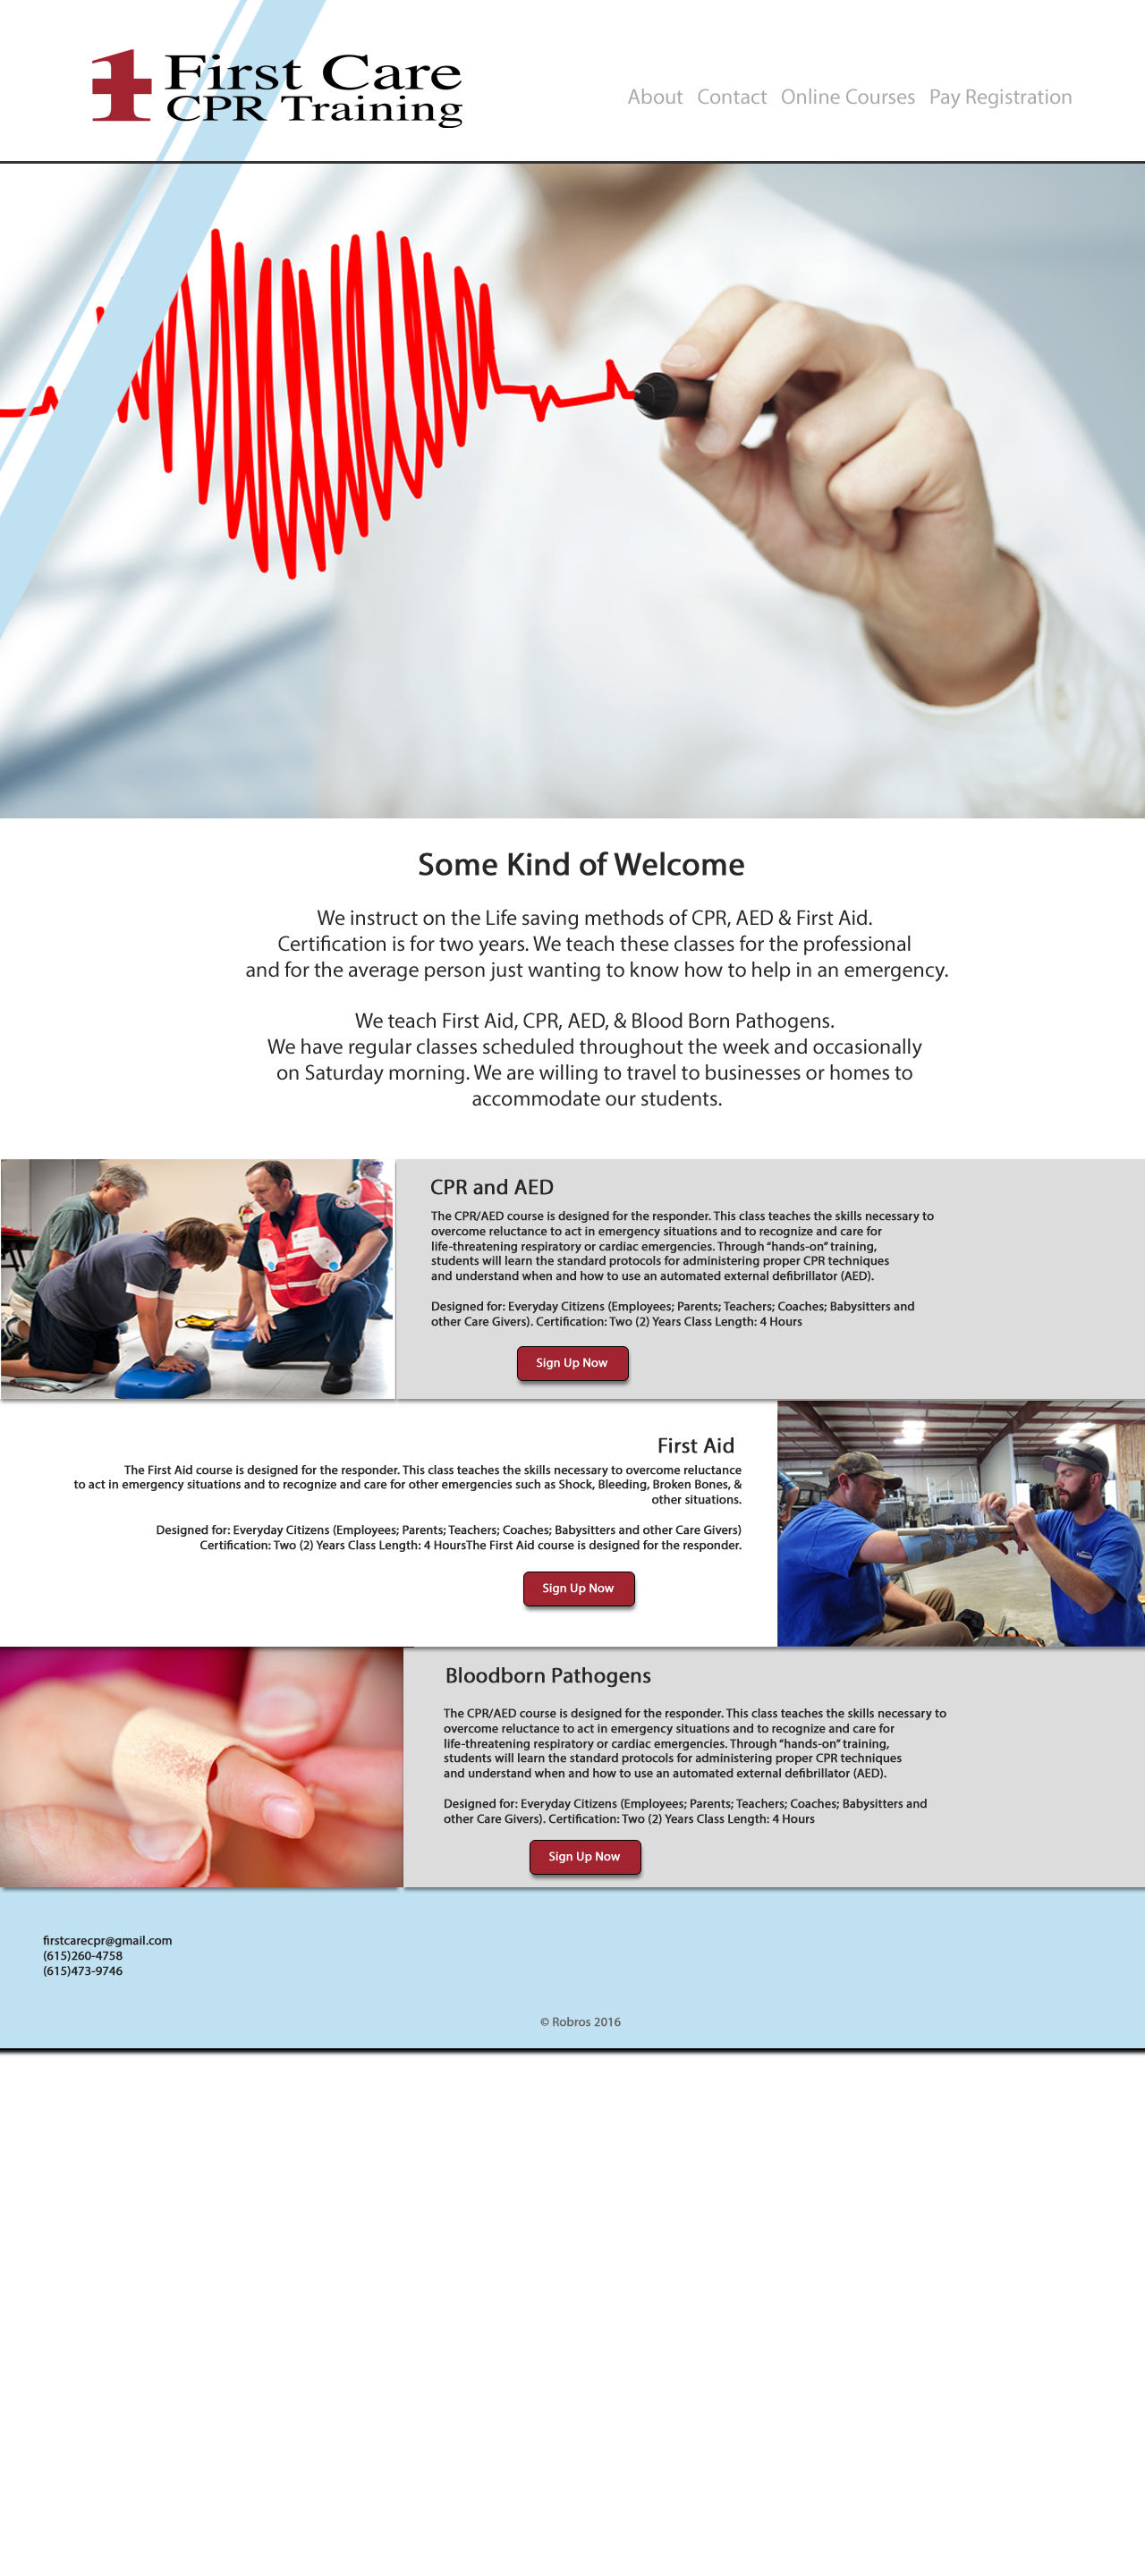 First Care
CPR Training
About Contact Online Courses Pay Registration
Some Kind of Welcome
We instruct on the Life saving methods of CPR, AED & First Aid.
Certification is for two years. We teach these classes for the professional
and for the average person just wanting to know how to help in an emergency.
We teach First Aid, CPR, AED, & Blood Born Pathogens.
We have regular classes scheduled throughout the week and occasionally
on Saturday morning. We are willing to travel to businesses or homes to
accommodate our students.
CPR and AED
The CPR/AED course is designed for the responder. This class teaches the skills necessary to
overcome reluctance to act in emergency situations and to recognize and care for
life-threatening respiratory or cardiac emergencies. Through “hands-on” training,
students will learn the standard protocols for administering proper CPR techniques
and understand when and how to use an automated external defibrillator (AED).
Designed for: Everyday Citizens (Employees; Parents; Teachers; Coaches; Babysitters and
other Care Givers). Certification: Two (2) Years Class Length: 4 Hours
Sign Up Now
First Aid
The First Aid course is designed for the responder. This class teaches the skills necessary to overcome reluctance
to act in emergency situations and to recognize and care for other emergencies such as Shock, Bleeding, Broken Bones, &
other situations.
Designed for: Everyday Citizens (Employees; Parents; Teachers; Coaches; Babysitters and other Care Givers)
Certification: Two (2) Years Class Length: 4 HoursThe First Aid course is designed for the responder.
Sign Up Now
Bloodborn Pathogens
The CPR/AED course is designed for the responder. This class teaches the skills necessary to
overcome reluctance to act in emergency situations and to recognize and care for
life-threatening respiratory or cardiac emergencies. Through “hands-on” training,
students will learn the standard protocols for administering proper CPR techniques
and understand when and how to use an automated external defibrillator (AED).
Designed for: Everyday Citizens (Employees; Parents; Teachers; Coaches; Babysitters and
other Care Givers). Certification: Two (2) Years Class Length: 4 Hours
Sign Up Now
firstcarecpr@gmail.com
(615)260-4758
(615)473-9746
© Robros 2016